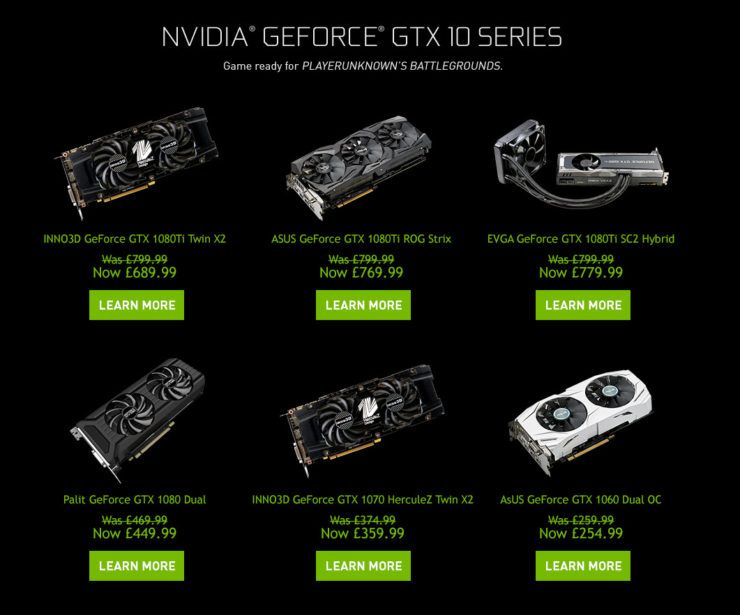 NVIDIA® GEFORCE® GTX 10 SERIES
Game ready for PLAYERUNKNOWN'S BATTLEGROUNDS.
INNO3D GeForce GTX 1080Ti Twin X2
Was £799.99
Now £689.99
LEARN MORE
ASUS GeForce GTX 1080Ti ROG Strix
Was £799.99
Now £769.99
LEARN MORE
EVGA GeForce GTX 1080Ti SC2 Hybrid
Was £799.99
Now £779.99
LEARN MORE
Palit GeForce GTX 1080 Dual
Was £469.99
Now £449.99
LEARN MORE
INNO3D GeForce GTX 1070 HerculeZ Twin X2
Was £374.99
Now £359.99
LEARN MORE
AsUS GeForce GTX 1060 Dual OC
Was £259.99
Now £254.99
LEARN MORE